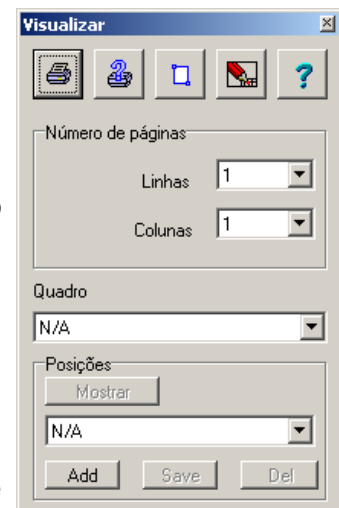 Visualizar
Número de páginas
Linhas 1
Colunas 1
Quadro
N/A
Posições
Mostrar
N/A
Add Save Del